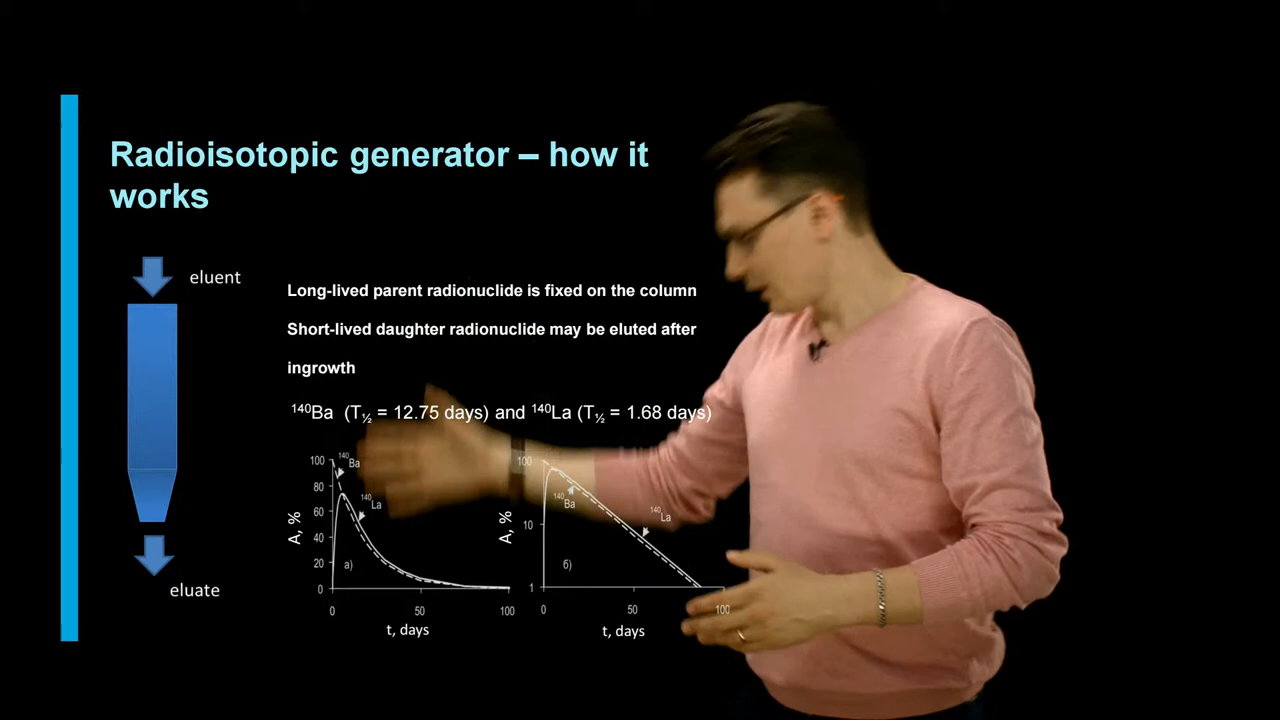 Radioisotopic generator – how it
works
eluent
Long-lived parent radionuclide is fixed on the column
Short-lived daughter radionuclide may be eluted after
ingrowth
¹⁴⁰Ba (T½ = 12.75 days) and ¹⁴⁰La (T½ = 1.68 days)
100
80
60
40
20
0
A, %
¹⁴⁰Ba
¹⁴⁰La
а)
0
50
100
t, days
100
10
1
A, %
¹⁴⁰Ba
¹⁴⁰La
б)
0
50
100
t, days
eluate